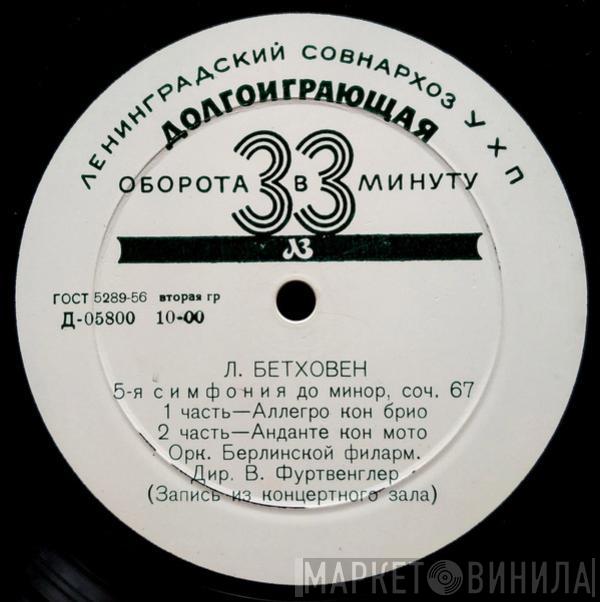 ЛЕНИНГРАДСКИЙ СОВНАРХОЗ УХП
ДОЛГОИГРАЮЩАЯ
ОБОРОТА 33 В МИНУТУ
ЛЗ
ГОСТ 5289-56 вторая гр
Д-05800 10-00
Л. БЕТХОВЕН
5-я симфония до минор, соч. 67
1 часть—Аллегро кон брио
2 часть—Анданте кон мото
Орк. Берлинской филарм.
Дир. В. Фуртвенглер
(Запись из концертного зала)
МАРКЕТ ВИНИЛА